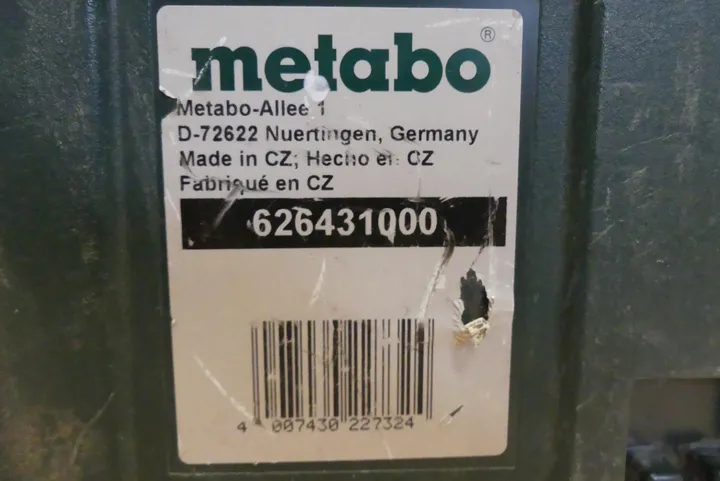 metabo®
Metabo-Allee 1
D-72622 Nuertingen, Germany
Made in CZ; Hecho en CZ
Fabriqué en CZ
626431000
4 007430 227324